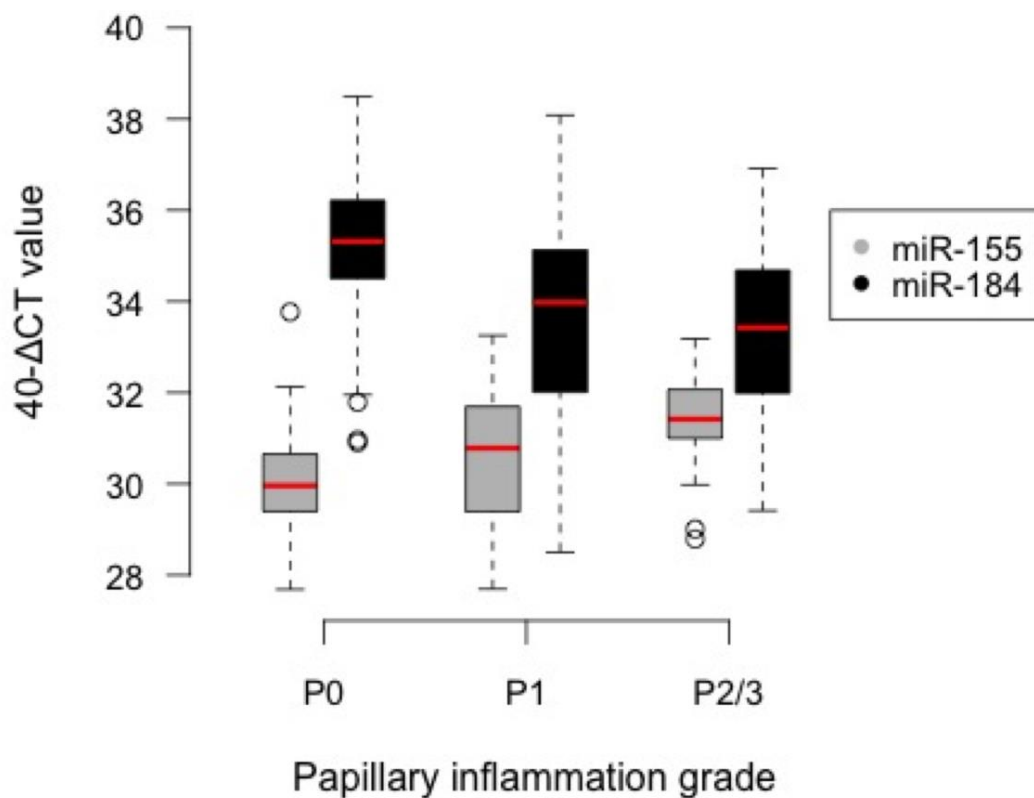 40
38
36
34
32
30
28
40-ΔCT value
miR-155
miR-184
P0 P1 P2/3
Papillary inflammation grade